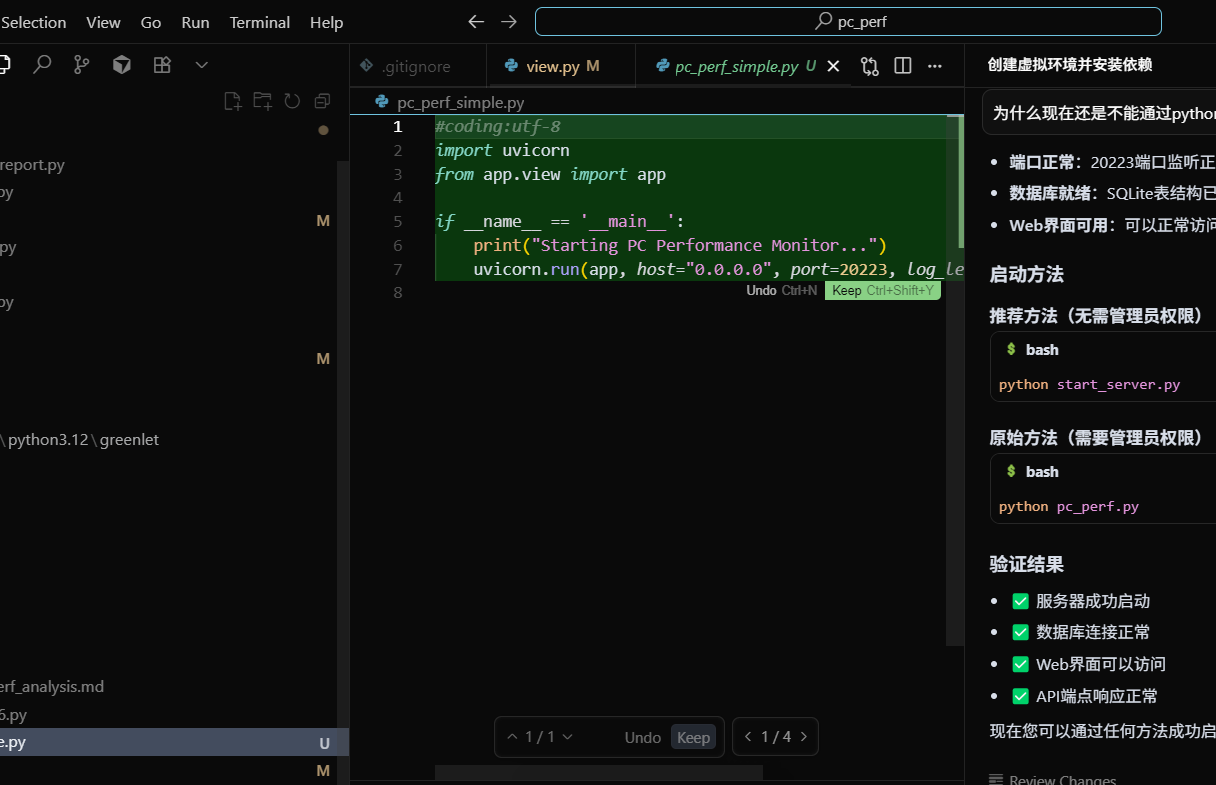 Selection View Go Run Terminal Help
pc_perf
.gitignore
view.py M
pc_perf_simple.py U
创建虚拟环境并安装依赖
pc_perf_simple.py
report.py
py
M
py
py
M
\python3.12\greenlet
erf_analysis.md
6.py
e.py U
M
1 #coding:utf-8
2 import uvicorn
3 from app.view import app
4
5 if __name__ == '__main__':
6 print("Starting PC Performance Monitor...")
7 uvicorn.run(app, host="0.0.0.0", port=20223, log_le
8
Undo Ctrl+N Keep Ctrl+Shift+Y
1 / 1 Undo Keep
1 / 4
为什么现在还是不能通过python
• 端口正常：20223端口监听正
• 数据库就绪：SQLite表结构已
• Web界面可用：可以正常访问
启动方法
推荐方法（无需管理员权限）
$ bash
python start_server.py
原始方法（需要管理员权限）
$ bash
python pc_perf.py
验证结果
• ✅ 服务器成功启动
• ✅ 数据库连接正常
• ✅ Web界面可以访问
• ✅ API端点响应正常
现在您可以通过任何方法成功启
Review Changes